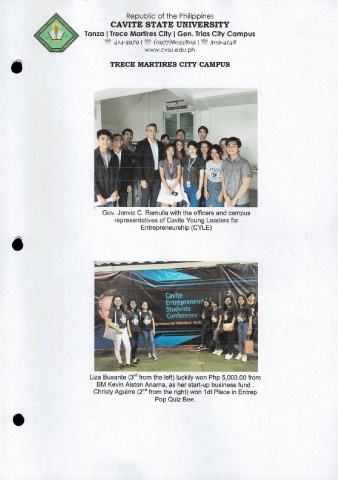 Republic of the Philippines
CAVITE STATE UNIVERSITY
Tanza | Trece Martires City | Gen. Trias City Campus
☏ 414-3979 | ☏ (0977)8033809 | ☏ 509-4148
www.cvsu.edu.ph
TRECE MARTIRES CITY CAMPUS
Gov. Jonvic C. Remulla with the officers and campus
representatives of Cavite Young Leaders for
Entrepreneurship (CYLE)
Cavite
Entrepreneur
Students
Conference
Liza Busante (3rd from the left) luckily won Php 5,000.00 from
BM Kevin Alston Anarna, as her start-up business fund .
Christy Aguirre (2nd from the right) won 1dt Place in Entrep
Pop Quiz Bee.